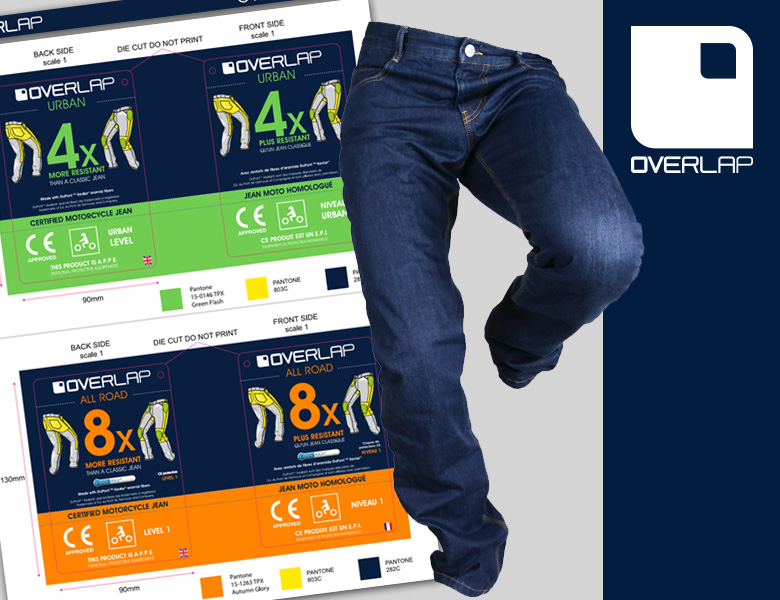 OVERLAP
BACK SIDE
scale 1
DIE CUT DO NOT PRINT
FRONT SIDE
scale 1
OVERLAP
URBAN
4x
MORE RESISTANT
THAN A CLASSIC JEAN
Made with DuPont™ Kevlar® aramid fibers
CERTIFIED MOTORCYCLE JEAN
CE
APPROVED
URBAN
LEVEL
THIS PRODUCT IS A P.P.E.
PERSONAL PROTECTIVE EQUIPEMENT
OVERLAP
URBAN
4x
PLUS RESISTANT
QU'UN JEAN CLASSIQUE
Avec renforts de fibres d'aramide DuPont™ Kevlar®
JEAN MOTO HOMOLOGUÉ
CE
APPROVED
NIVEAU
URBAN
CE PRODUIT EST UN E.P.I.
90mm
Pantone
15-0146 TPX
Green Flash
PANTONE
803C
BACK SIDE
scale 1
DIE CUT DO NOT PRINT
FRONT SIDE
scale 1
OVERLAP
ALL ROAD
8x
MORE RESISTANT
THAN A CLASSIC JEAN
CE protectors
LEVEL 1
Made with DuPont™ Kevlar® aramid fibers
CERTIFIED MOTORCYCLE JEAN
CE
APPROVED
LEVEL 1
THIS PRODUCT IS A P.P.E.
PERSONAL PROTECTIVE EQUIPEMENT
OVERLAP
ALL ROAD
8x
PLUS RESISTANT
QU'UN JEAN CLASSIQUE
NIVEAU 1
Avec renforts de fibres d'aramide DuPont™ Kevlar®
JEAN MOTO HOMOLOGUÉ
CE
APPROVED
NIVEAU 1
CE PRODUIT EST UN E.P.I.
130mm
90mm
Pantone
15-1263 TPX
Autumn Glory
PANTONE
803C
PANTONE
282C
OVERLAP